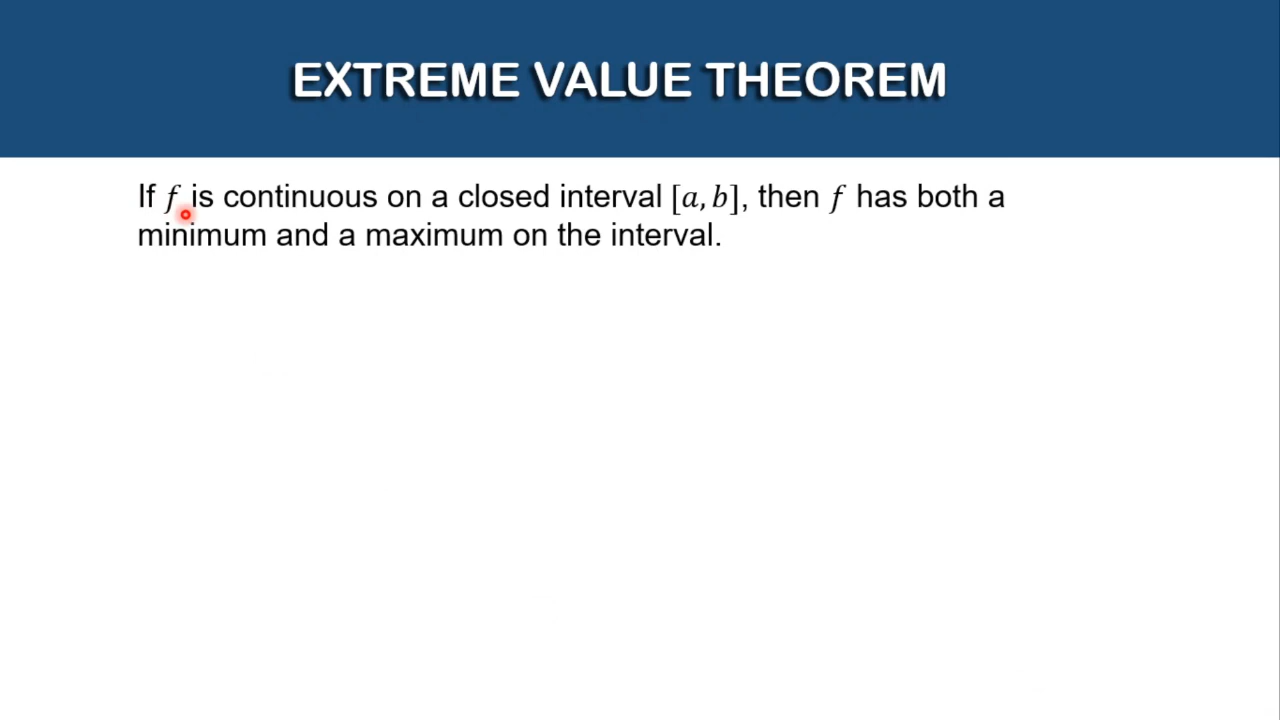 EXTREME VALUE THEOREM
If f is continuous on a closed interval [a, b], then f has both a
minimum and a maximum on the interval.